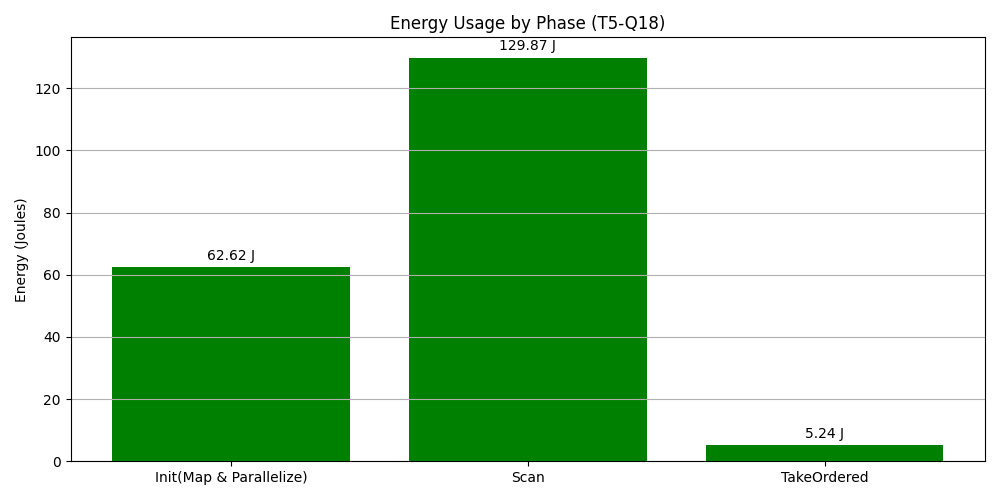 Energy Usage by Phase (T5-Q18)
129.87 J
62.62 J
5.24 J
Energy (Joules)
120
100
80
60
40
20
0
Init(Map & Parallelize)
Scan
TakeOrdered